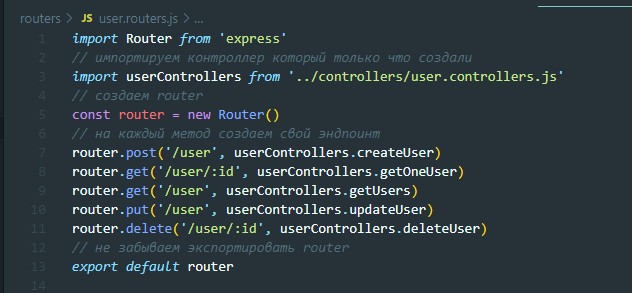 routers > JS user.routers.js > ...
1 import Router from 'express'
2 // импортируем контроллер который только что создали
3 import userControllers from '../controllers/user.controllers.js'
4 // создаем router
5 const router = new Router()
6 // на каждый метод создаем свой эндпоинт
7 router.post('/user', userControllers.createUser)
8 router.get('/user/:id', userControllers.getOneUser)
9 router.get('/user', userControllers.getUsers)
10 router.put('/user', userControllers.updateUser)
11 router.delete('/user/:id', userControllers.deleteUser)
12 // не забываем экспортировать router
13 export default router
14